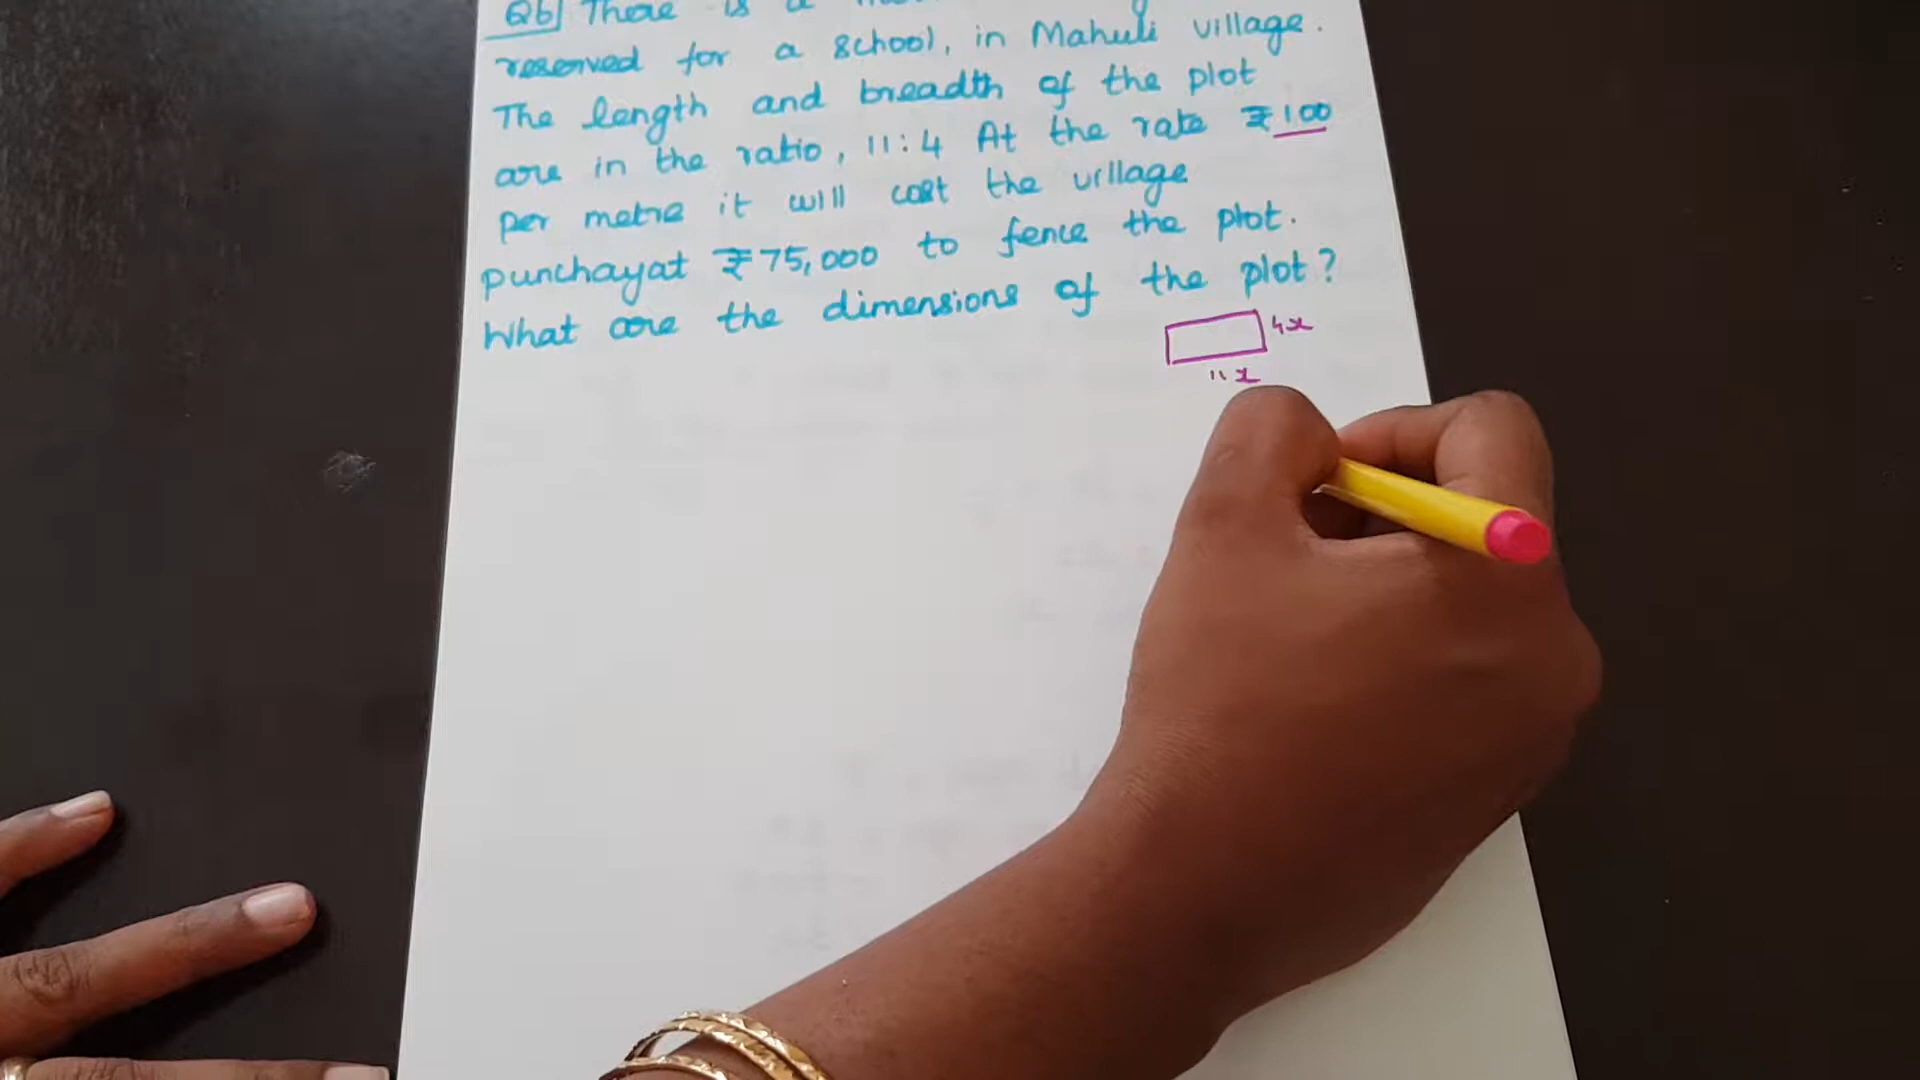 Q6) There is a
reserved for a school, in Mahuli village.
The length and breadth of the plot
are in the ratio, 11:4 At the rate ₹100
per metre it will cost the village
punchayat ₹75,000 to fence the plot.
What are the dimensions of the plot?
4x
11x